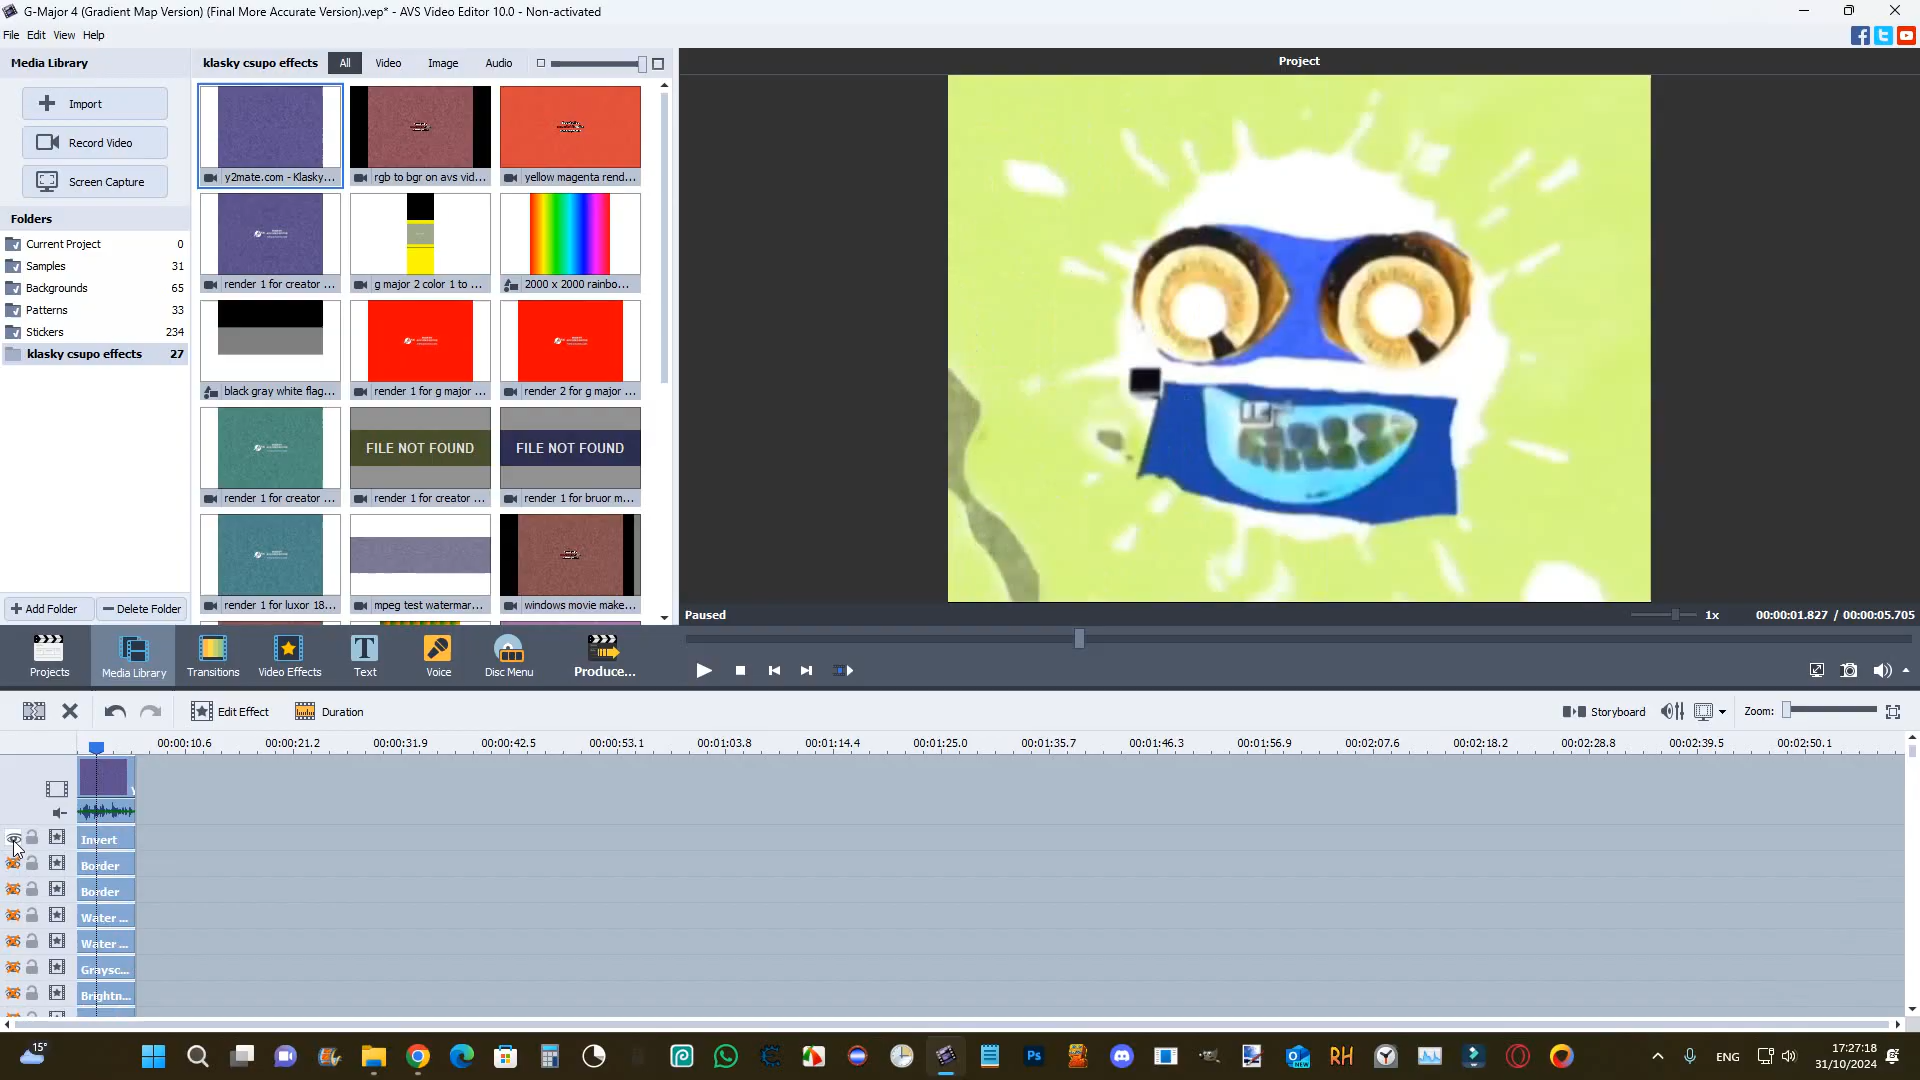 G-Major 4 (Gradient Map Version) (Final More Accurate Version).vep* - AVS Video Editor 10.0 - Non-activated
File Edit View Help
Media Library
klasky csupo effects All Video Image Audio
Project
Import
Record Video
Screen Capture
Folders
Current Project 0
Samples 31
Backgrounds 65
Patterns 33
Stickers 234
klasky csupo effects 27
Add Folder Delete Folder
y2mate.com - Klasky... rgb to bgr on avs vid... yellow magenta rend...
render 1 for creator ... g major 2 color 1 to ... 2000 x 2000 rainbo...
black gray white flag... render 1 for g major ... render 2 for g major ...
FILE NOT FOUND FILE NOT FOUND
render 1 for creator ... render 1 for creator ... render 1 for bruor m...
render 1 for luxor 18... mpeg test watermar... windows movie make...
Paused 1x 00:00:01.827 / 00:00:05.705
Projects Media Library Transitions Video Effects Text Voice Disc Menu Produce...
Edit Effect Duration Storyboard Zoom:
00:00:10.6 00:00:21.2 00:00:31.9 00:00:42.5 00:00:53.1 00:01:03.8 00:01:14.4 00:01:25.0 00:01:35.7 00:01:46.3 00:01:56.9 00:02:07.6 00:02:18.2 00:02:28.8 00:02:39.5 00:02:50.1
Invert
Border
Border
Water ...
Water ...
Graysc...
Brightn...
15°
ENG
17:27:18
31/10/2024